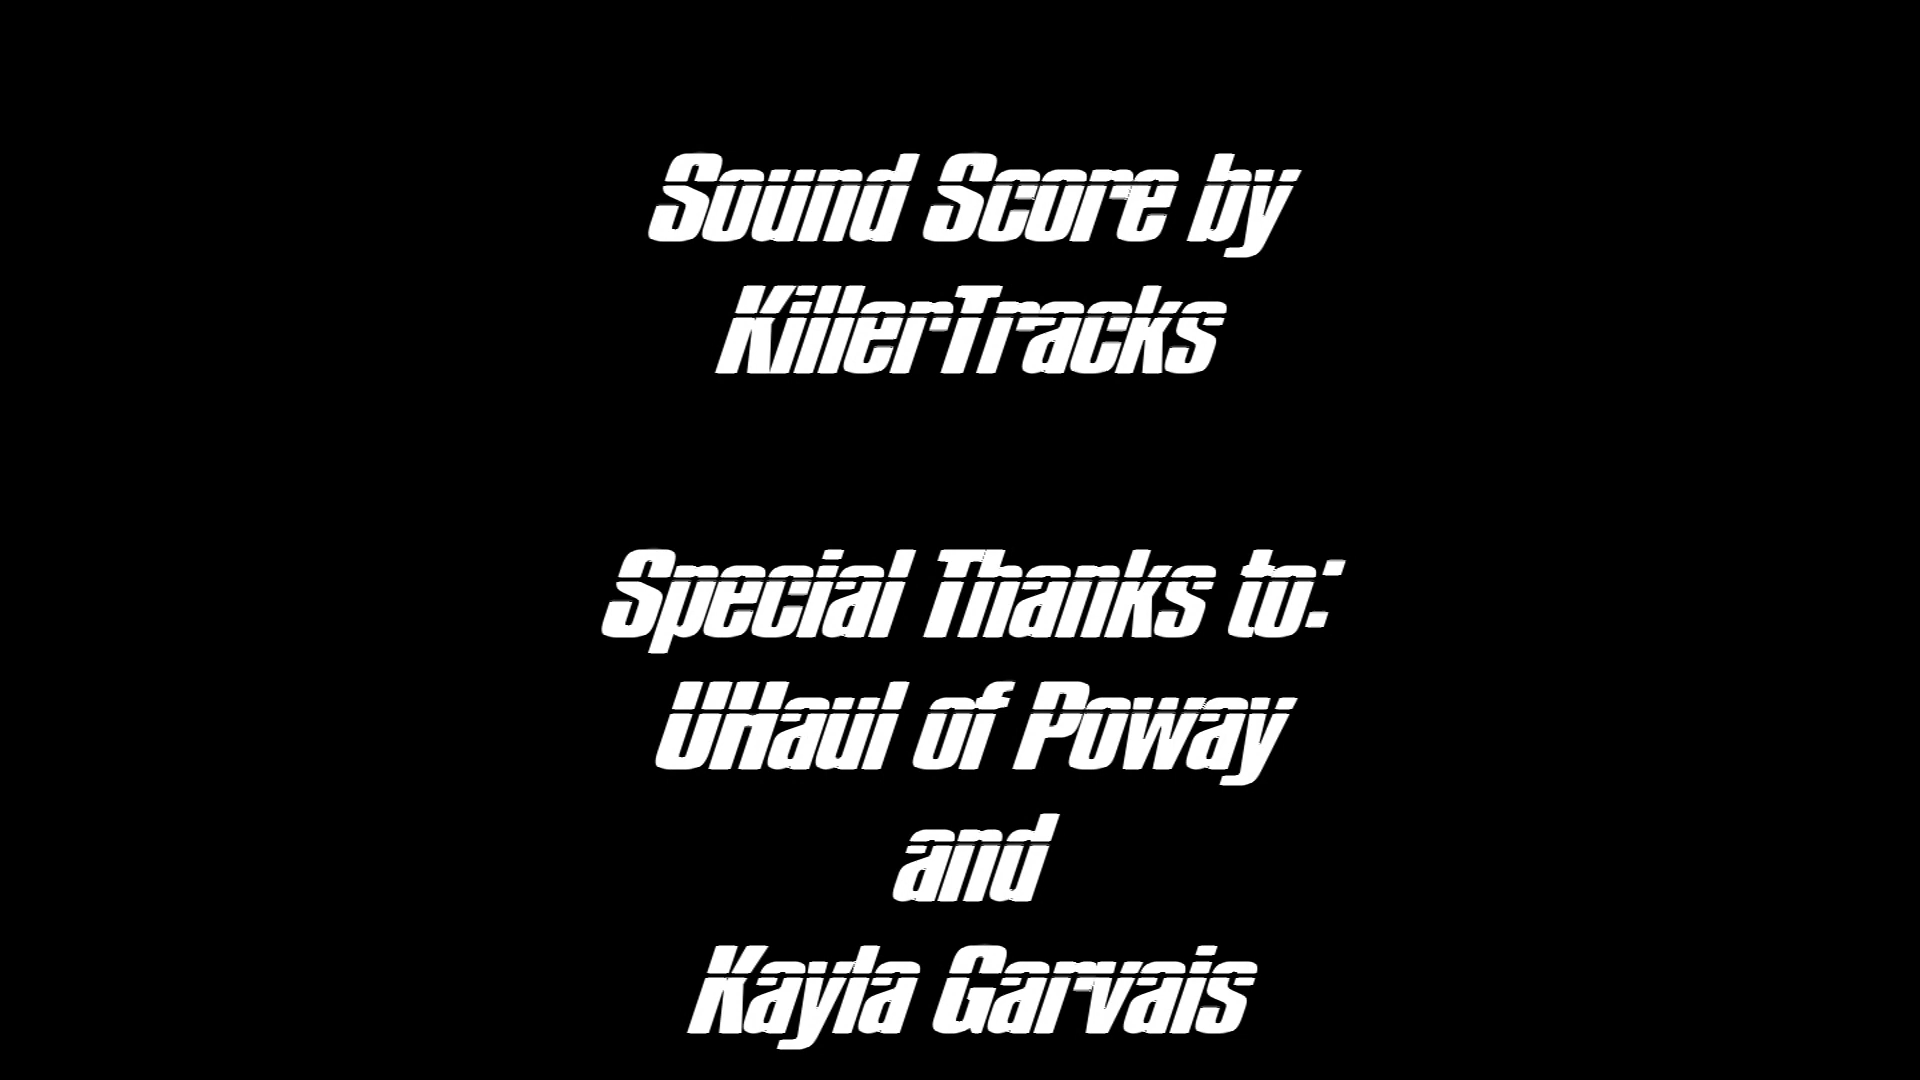 Sound Score by
KillerTracks
Special Thanks to:
UHaul of Poway
and
Kayla Garvais